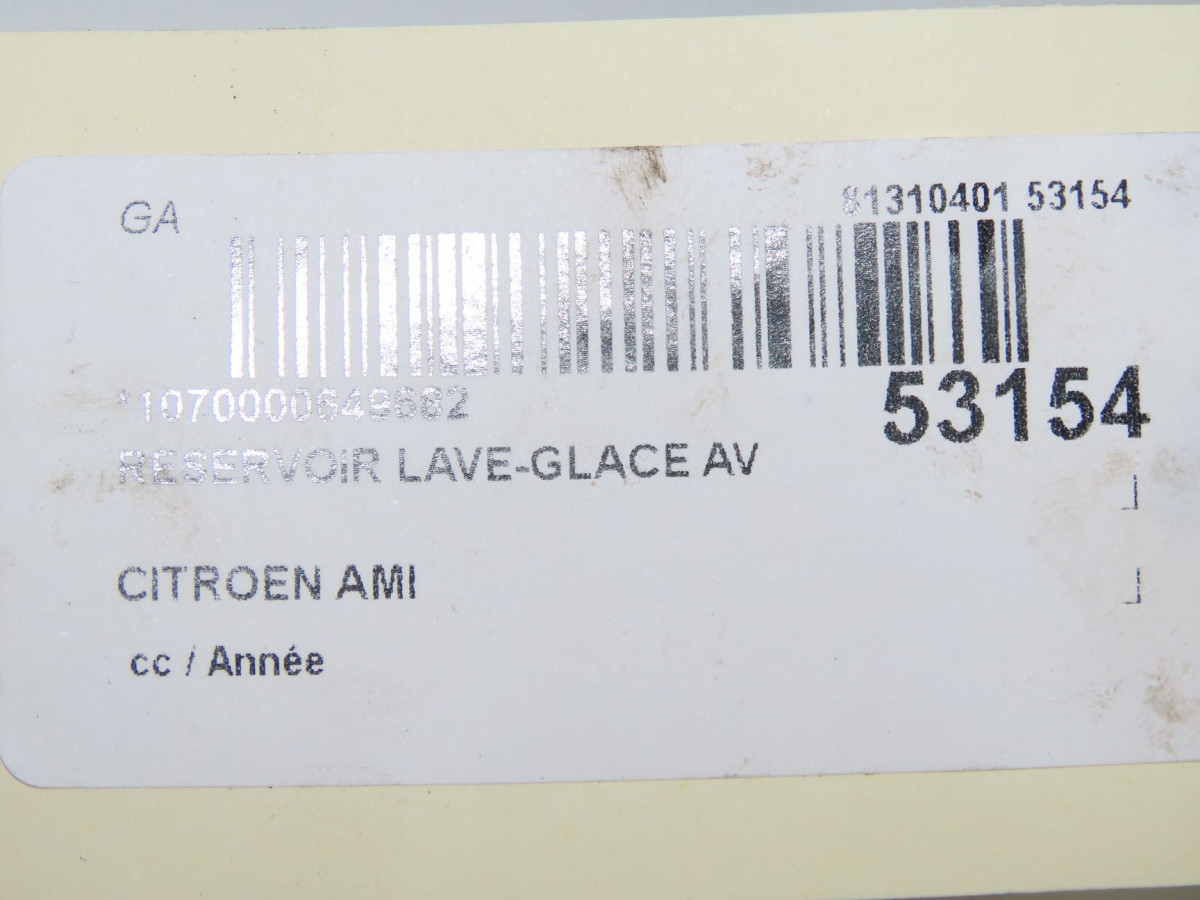 GA
81310401 53154
*1070000649682
53154
RESERVOIR LAVE-GLACE AV
CITROEN AMI
cc / Année